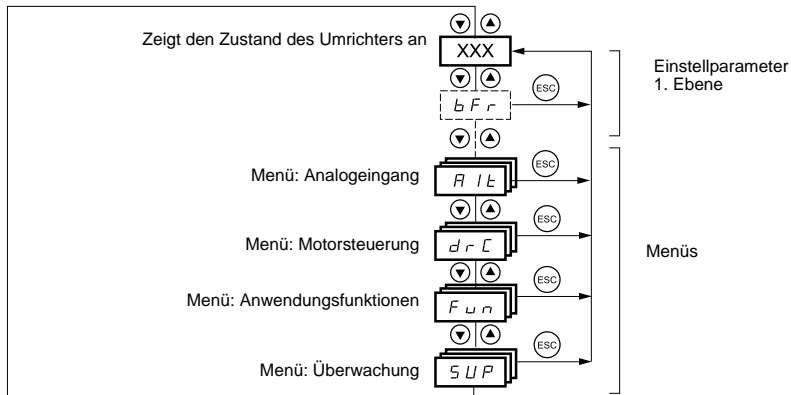 Zeigt den Zustand des Umrichters an
XXX
Einstellparameter
1. Ebene
bFr
ESC
Menü: Analogeingang
AIt
ESC
Menü: Motorsteuerung
drC
ESC
Menüs
Menü: Anwendungsfunktionen
Fun
ESC
Menü: Überwachung
SUP
ESC